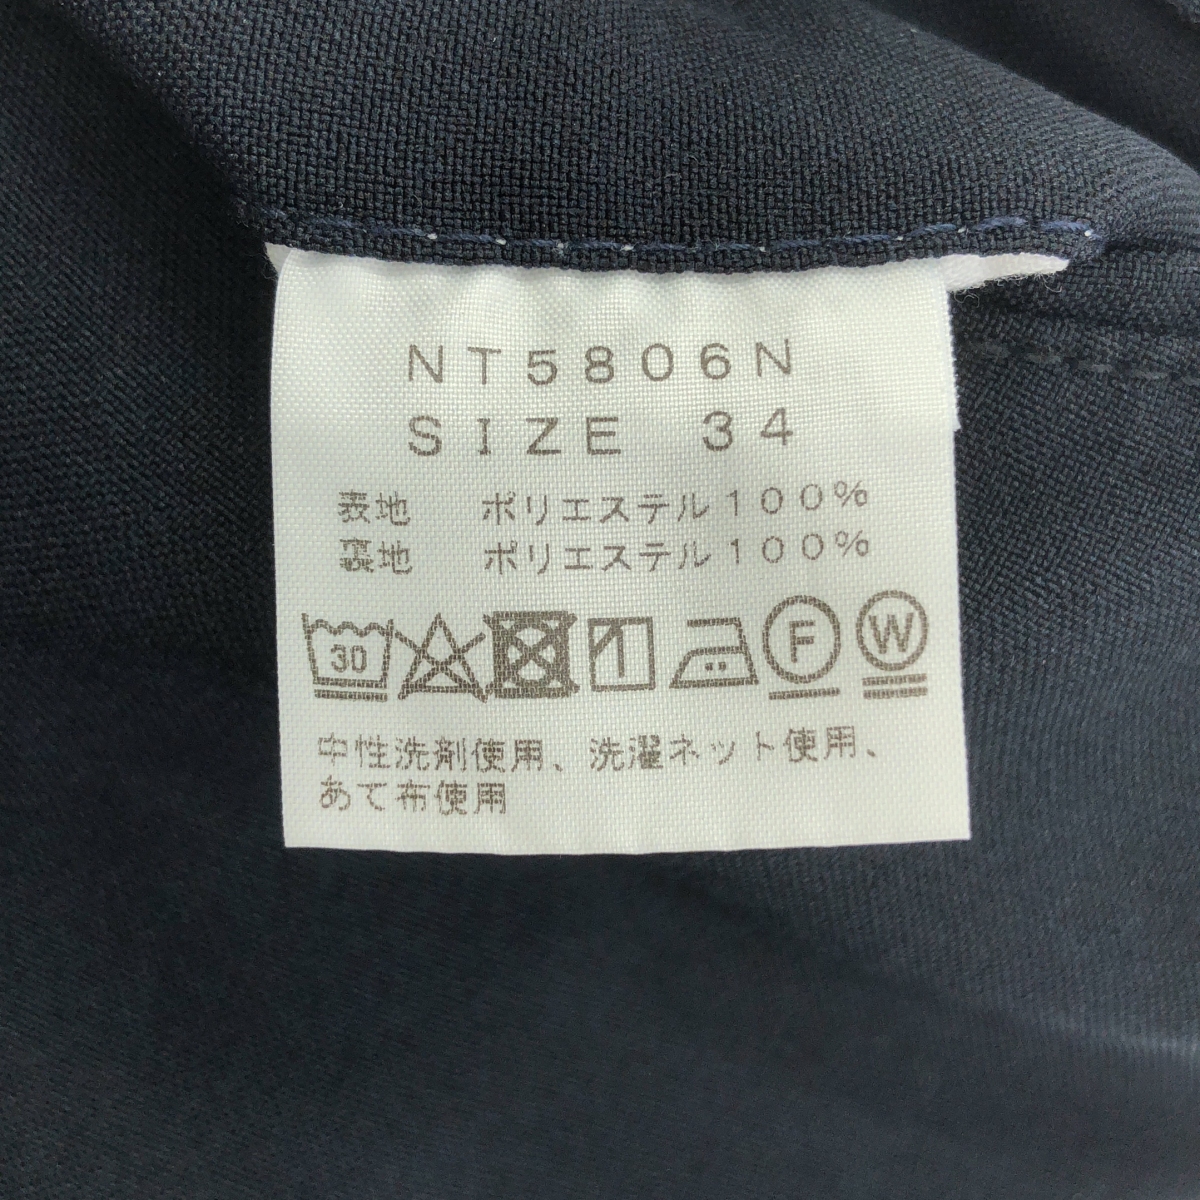 NT5806N
SIZE 34
表地 ポリエステル100%
裏地 ポリエステル100%
30 F W
中性洗剤使用、洗濯ネット使用、
あて布使用